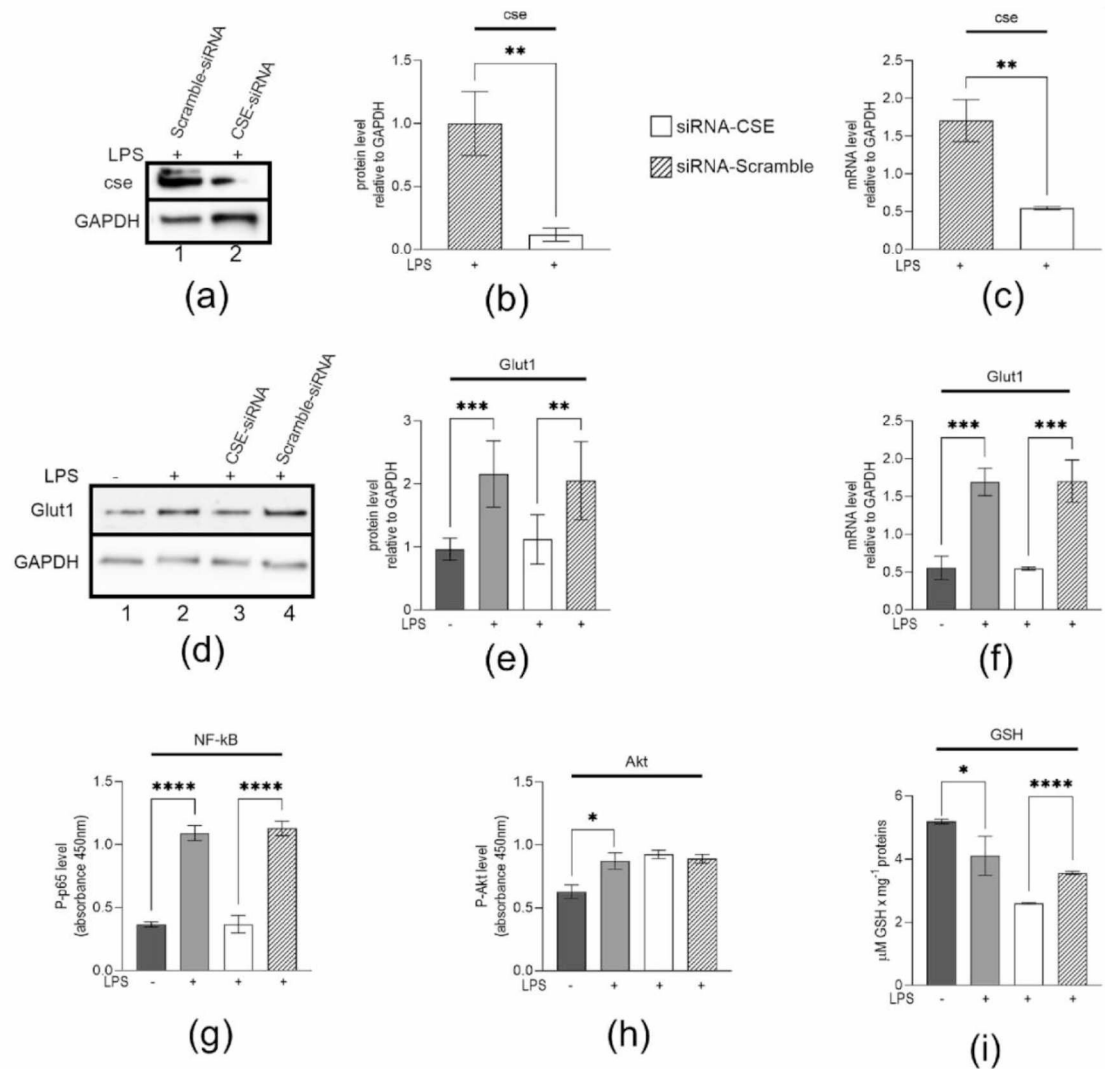 Scramble-siRNA
CSE-siRNA
LPS + +
cse
GAPDH
1 2
(a)
cse
**
protein level
relative to GAPDH
1.5
1.0
0.5
0.0
LPS + +
(b)
siRNA-CSE
siRNA-Scramble
cse
**
mRNA level
relative to GAPDH
2.5
2.0
1.5
1.0
0.5
0.0
LPS + +
(c)
CSE-siRNA
Scramble-siRNA
LPS - + + +
Glut1
GAPDH
1 2 3 4
(d)
Glut1
*** **
protein level
relative to GAPDH
3
2
1
0
LPS - + + +
(e)
Glut1
*** ***
mRNA level
relative to GAPDH
2.5
2.0
1.5
1.0
0.5
0.0
LPS - + + +
(f)
NF-kB
**** ****
P-p65 level
(absorbance 450nm)
1.5
1.0
0.5
0.0
LPS - + + +
(g)
Akt
*
P-Akt level
(absorbance 450nm)
1.5
1.0
0.5
0.0
LPS - + + +
(h)
GSH
* ****
μM GSH x mg⁻¹ proteins
6
4
2
0
LPS - + + +
(i)